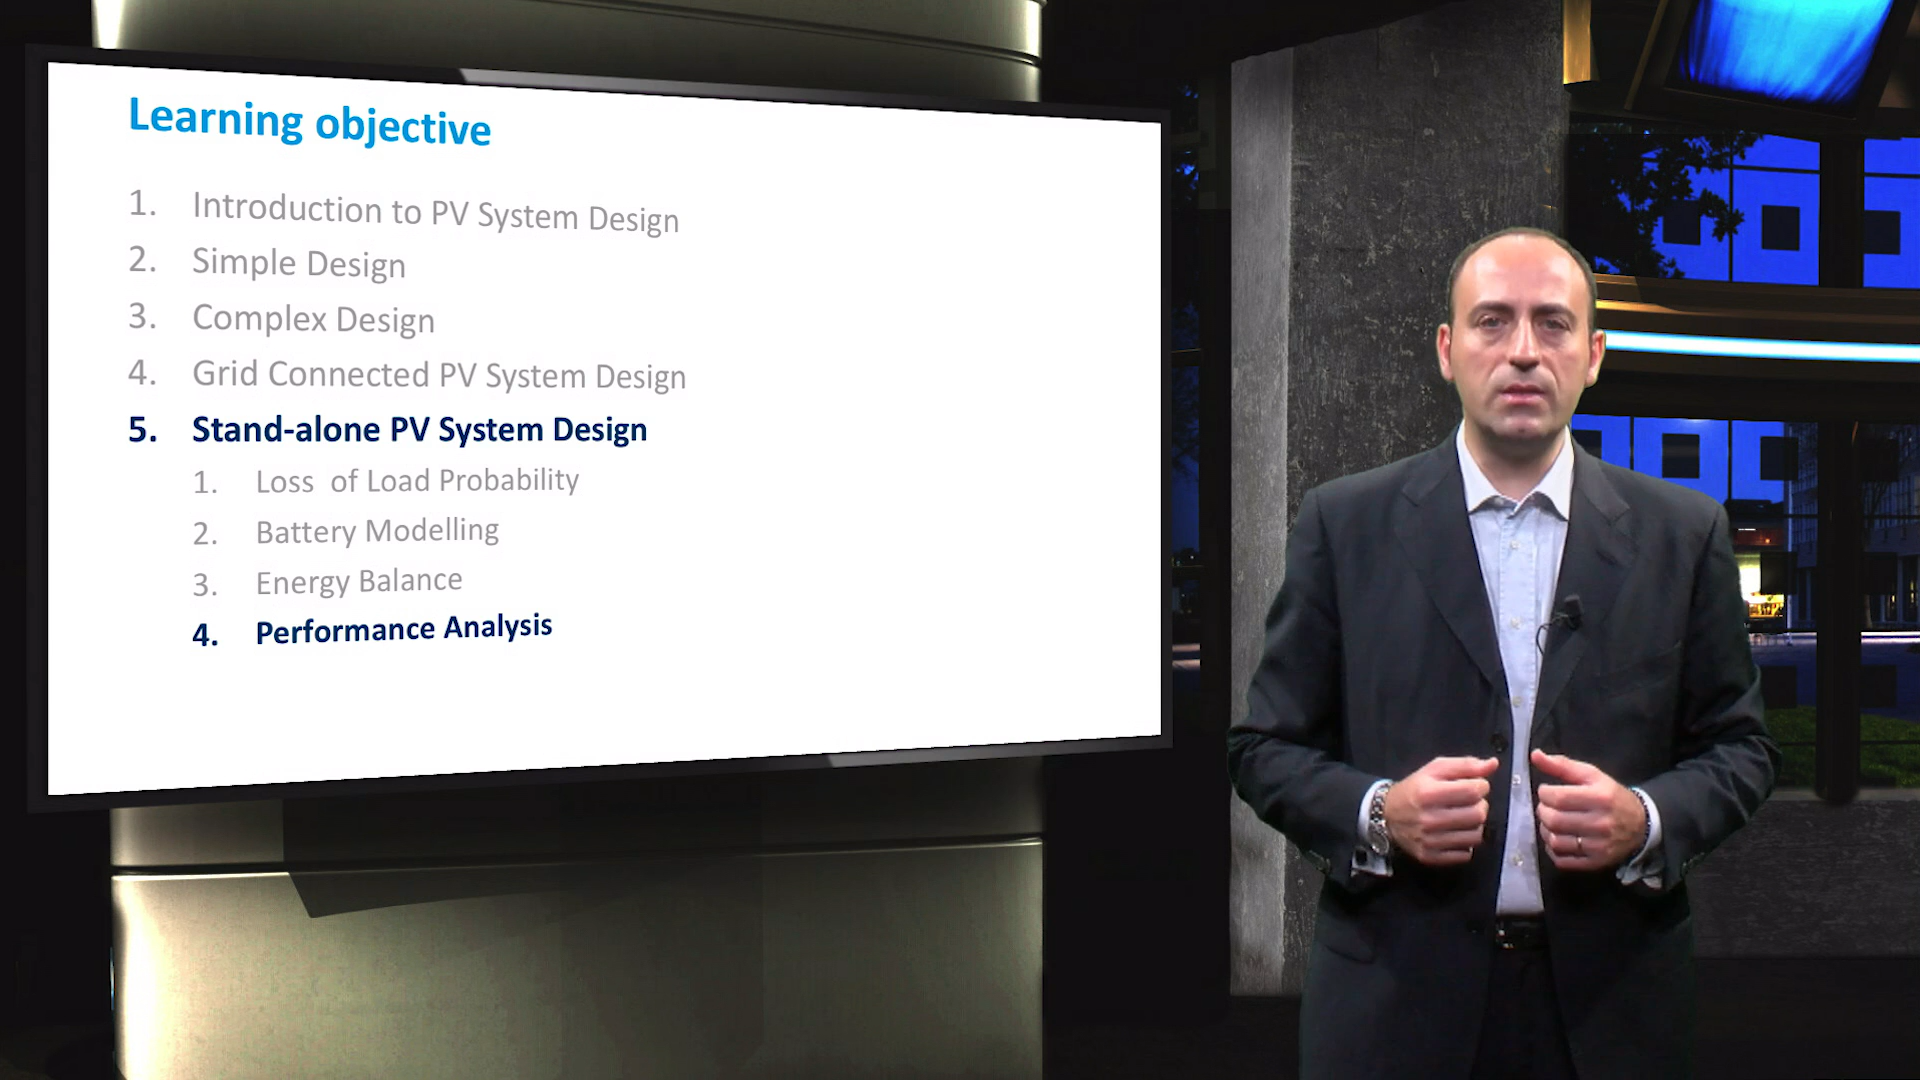 Learning objective
1. Introduction to PV System Design
2. Simple Design
3. Complex Design
4. Grid Connected PV System Design
5. Stand-alone PV System Design
1. Loss of Load Probability
2. Battery Modelling
3. Energy Balance
4. Performance Analysis